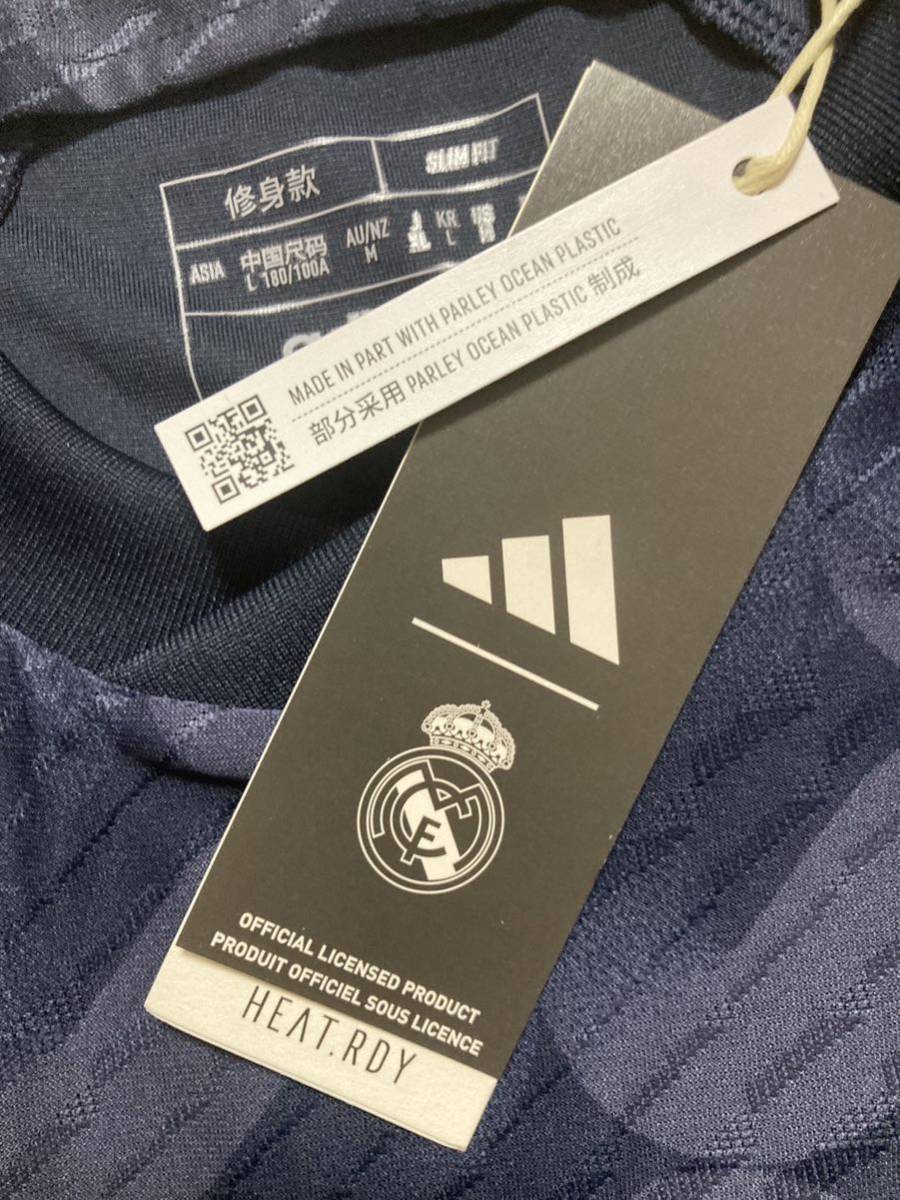 修身款
SLIM FIT
ASIA
中国尺码
L 180/100A
AU/NZ
M
J
XL
KR
L
US
M
MADE IN PART WITH PARLEY OCEAN PLASTIC
部分采用 PARLEY OCEAN PLASTIC 制成
OFFICIAL LICENSED PRODUCT
PRODUIT OFFICIEL SOUS LICENCE
HEAT.RDY